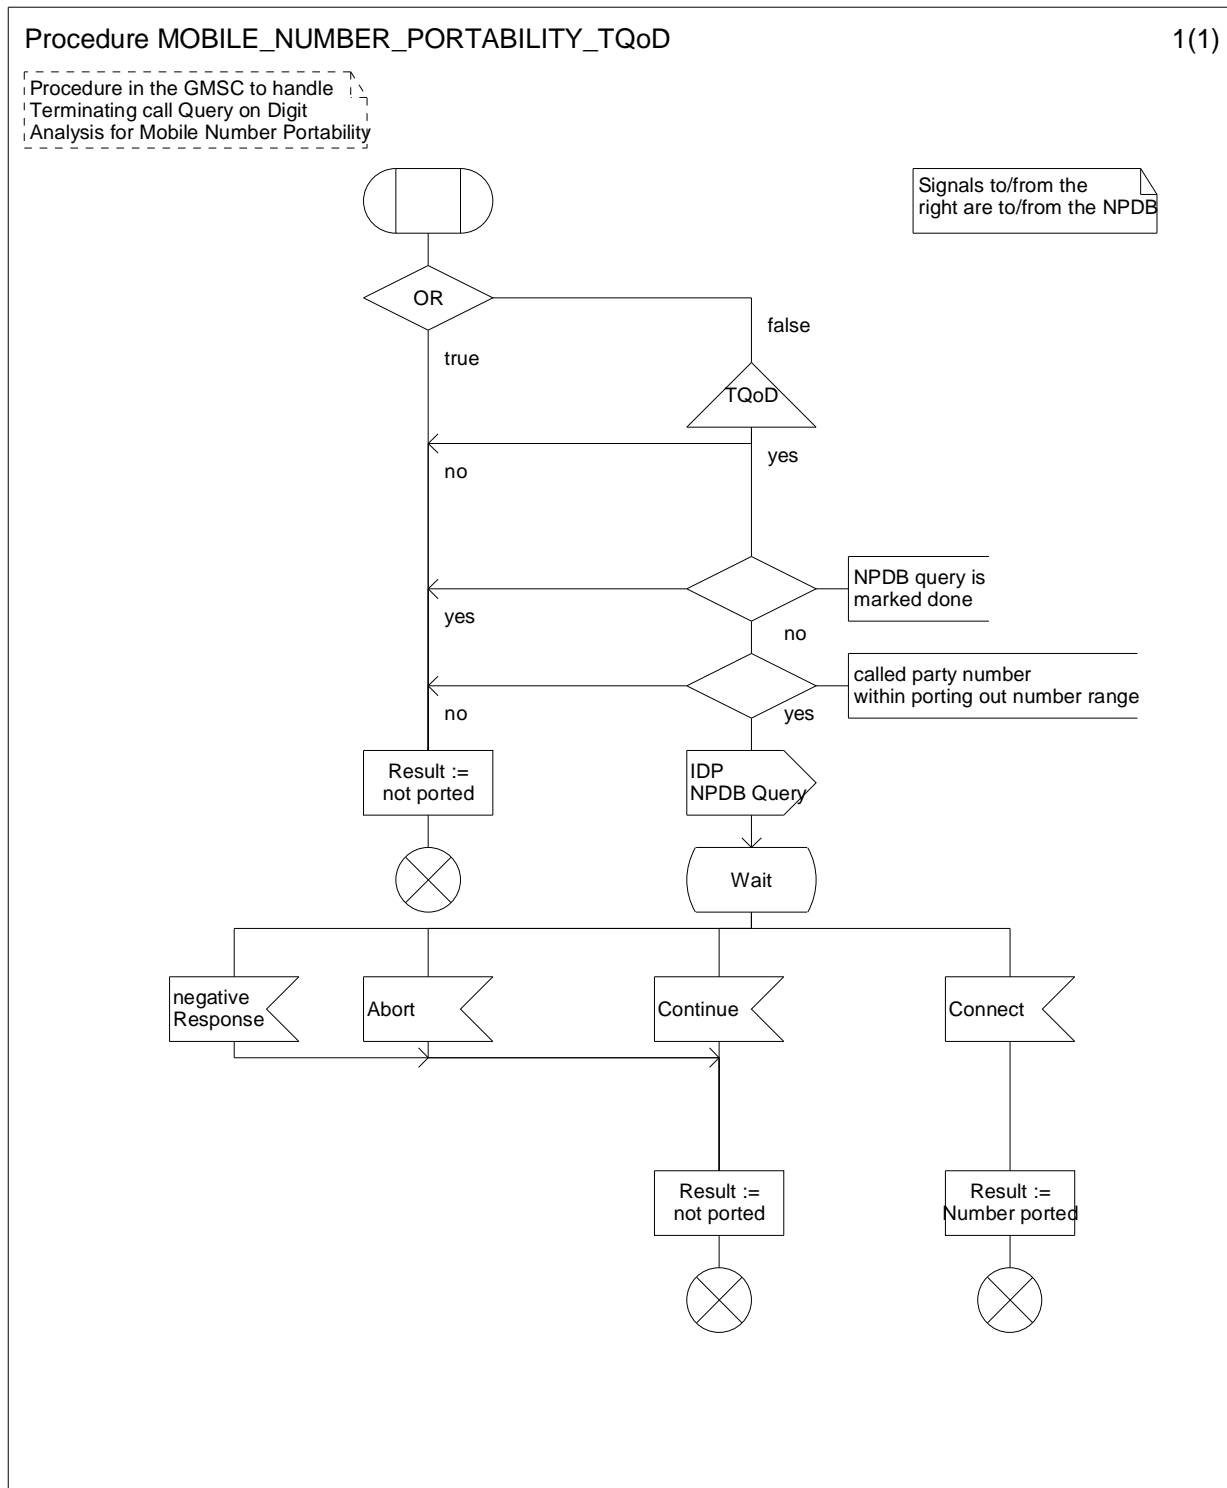 Procedure MOBILE_NUMBER_PORTABILITY_TQoD
1(1)
Procedure in the GMSC to handle
Terminating call Query on Digit
Analysis for Mobile Number Portability
Signals to/from the
right are to/from the NPDB
OR
false
true
TQoD
yes
no
NPDB query is
marked done
yes
no
called party number
within porting out number range
no
yes
Result :=
not ported
IDP
NPDB Query
Wait
negative
Response
Abort
Continue
Connect
Result :=
not ported
Result :=
Number ported